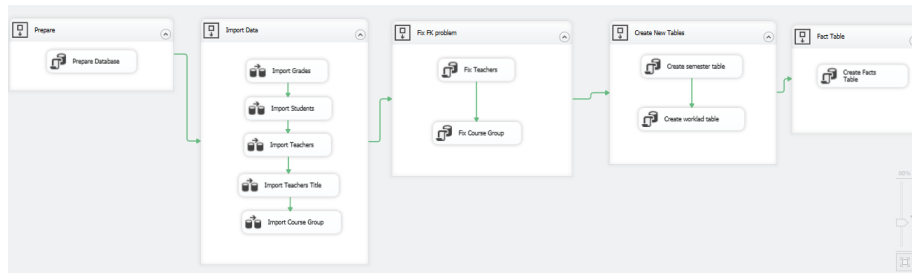 Prepare
Prepare Database
Import Data
Import Grades
Import Students
Import Teachers
Import Teachers Title
Import Course Group
Fix FK problem
Fix Teachers
Fix Course Group
Create New Tables
Create semester table
Create worklad table
Fact Table
Create Facts
Table
90%